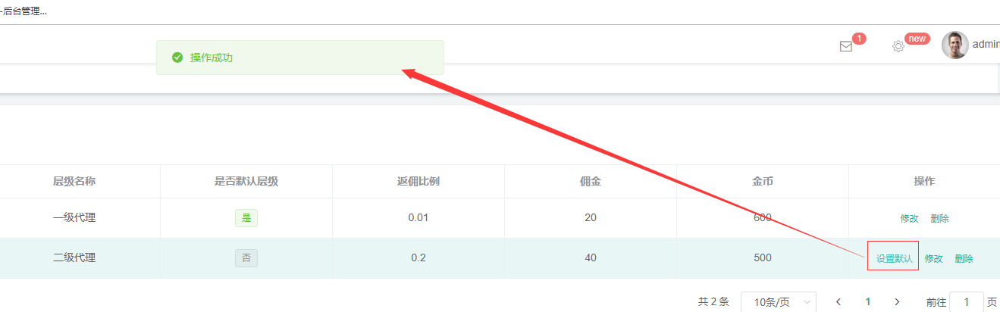 -后台管理...
1
new
admin
操作成功
层级名称 是否默认层级 返佣比例 佣金 金币 操作
一级代理 是 0.01 20 600 修改 删除
二级代理 否 0.2 40 500 设置默认 修改 删除
共 2 条 10条/页 1 前往 1 页